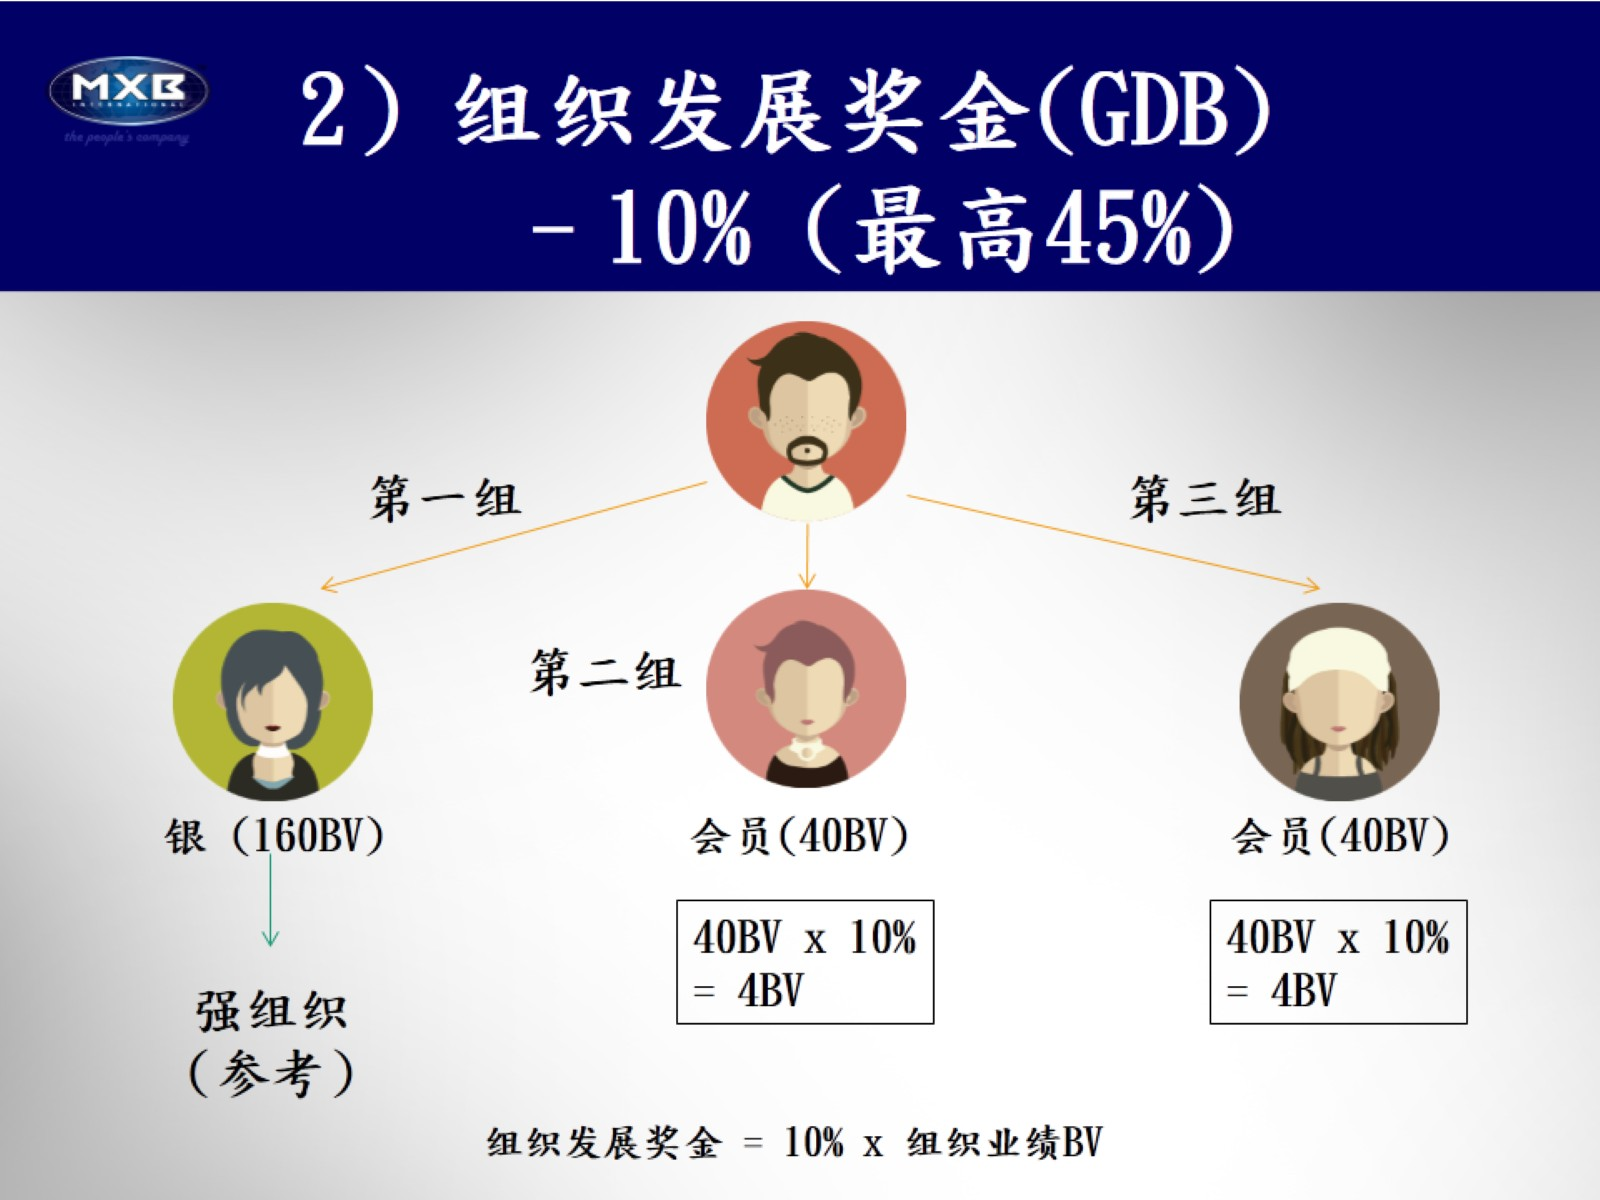 MXB
INTERNATIONAL
the people's company
2) 组织发展奖金(GDB)
- 10% (最高45%)
第一组
第三组
第二组
银 (160BV)
会员(40BV)
会员(40BV)
40BV x 10%
= 4BV
40BV x 10%
= 4BV
强组织
(参考)
组织发展奖金 = 10% x 组织业绩BV